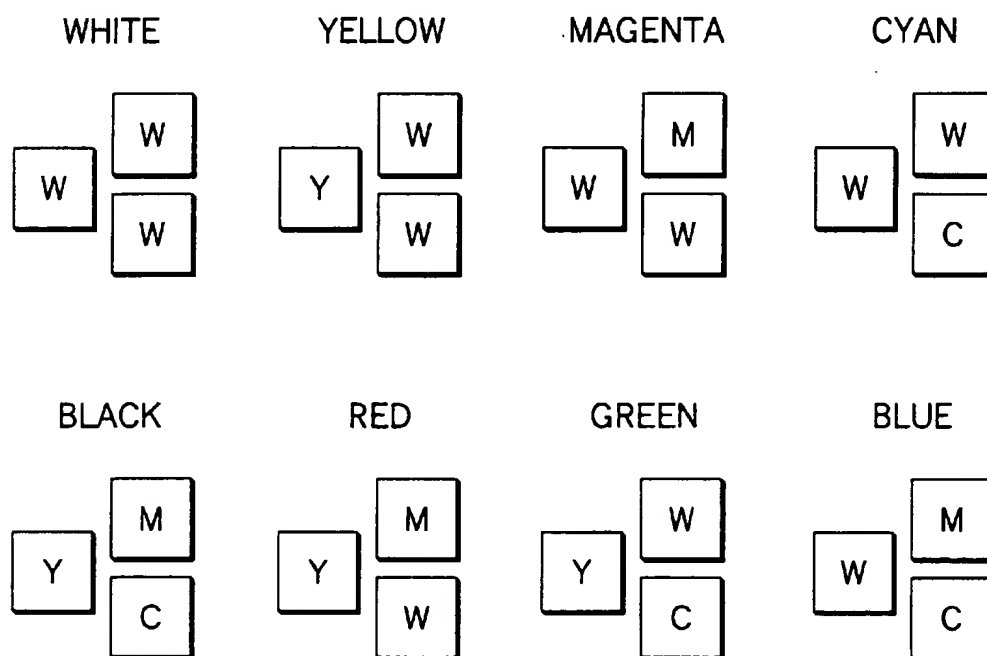 WHITE YELLOW MAGENTA CYAN
W W M W
W Y W W
W W W C
BLACK RED GREEN BLUE
M M W M
Y Y Y W
C W C C